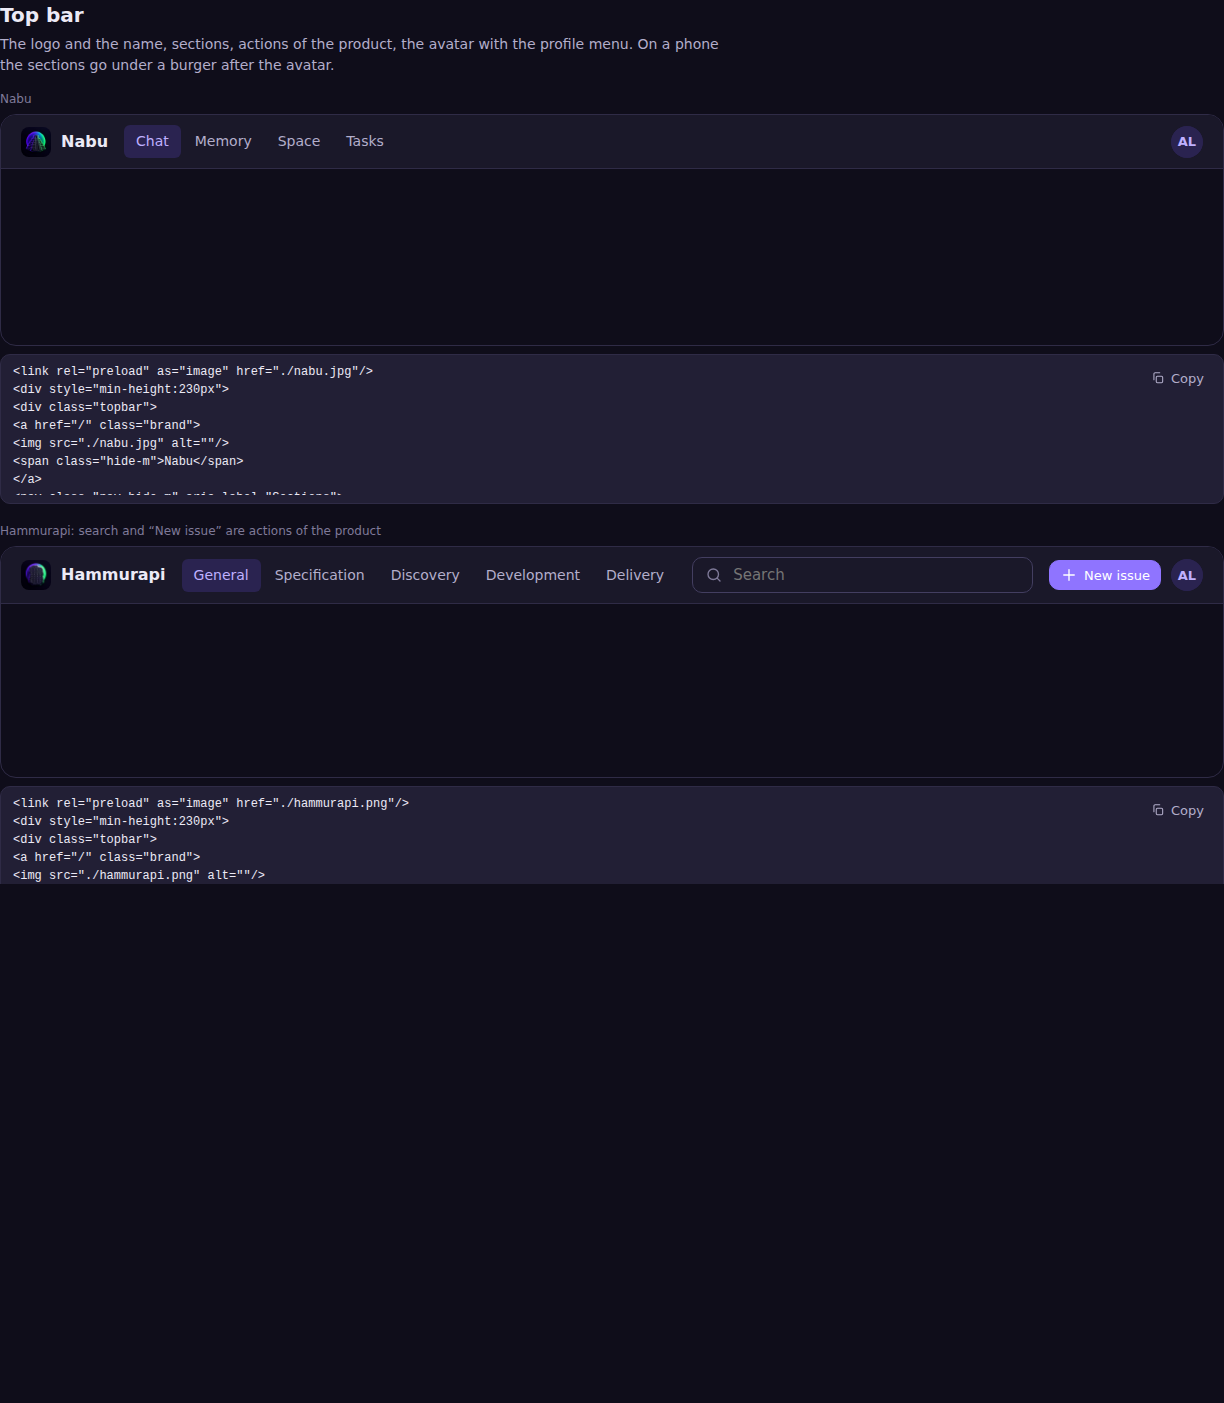 Top bar
The logo and the name, sections, actions of the product, the avatar with the profile menu. On a phone
the sections go under a burger after the avatar.
Nabu
Nabu Chat Memory Space Tasks AL
<link rel="preload" as="image" href="./nabu.jpg"/>
Copy
<div style="min-height:230px">
<div class="topbar">
<a href="/" class="brand">
<img src="./nabu.jpg" alt=""/>
<span class="hide-m">Nabu</span>
</a>
Hammurapi: search and “New issue” are actions of the product
Hammurapi General Specification Discovery Development Delivery Search New issue AL
<link rel="preload" as="image" href="./hammurapi.png"/>
Copy
<div style="min-height:230px">
<div class="topbar">
<a href="/" class="brand">
<img src="./hammurapi.png" alt=""/>